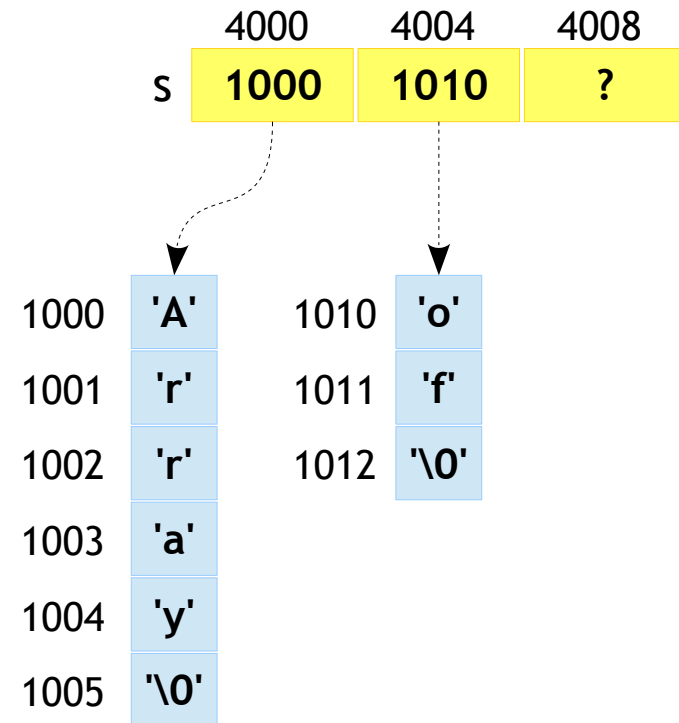 4000 4004 4008
s 1000 1010 ?
1000 'A' 1010 'o'
1001 'r' 1011 'f'
1002 'r' 1012 '\0'
1003 'a'
1004 'y'
1005 '\0'